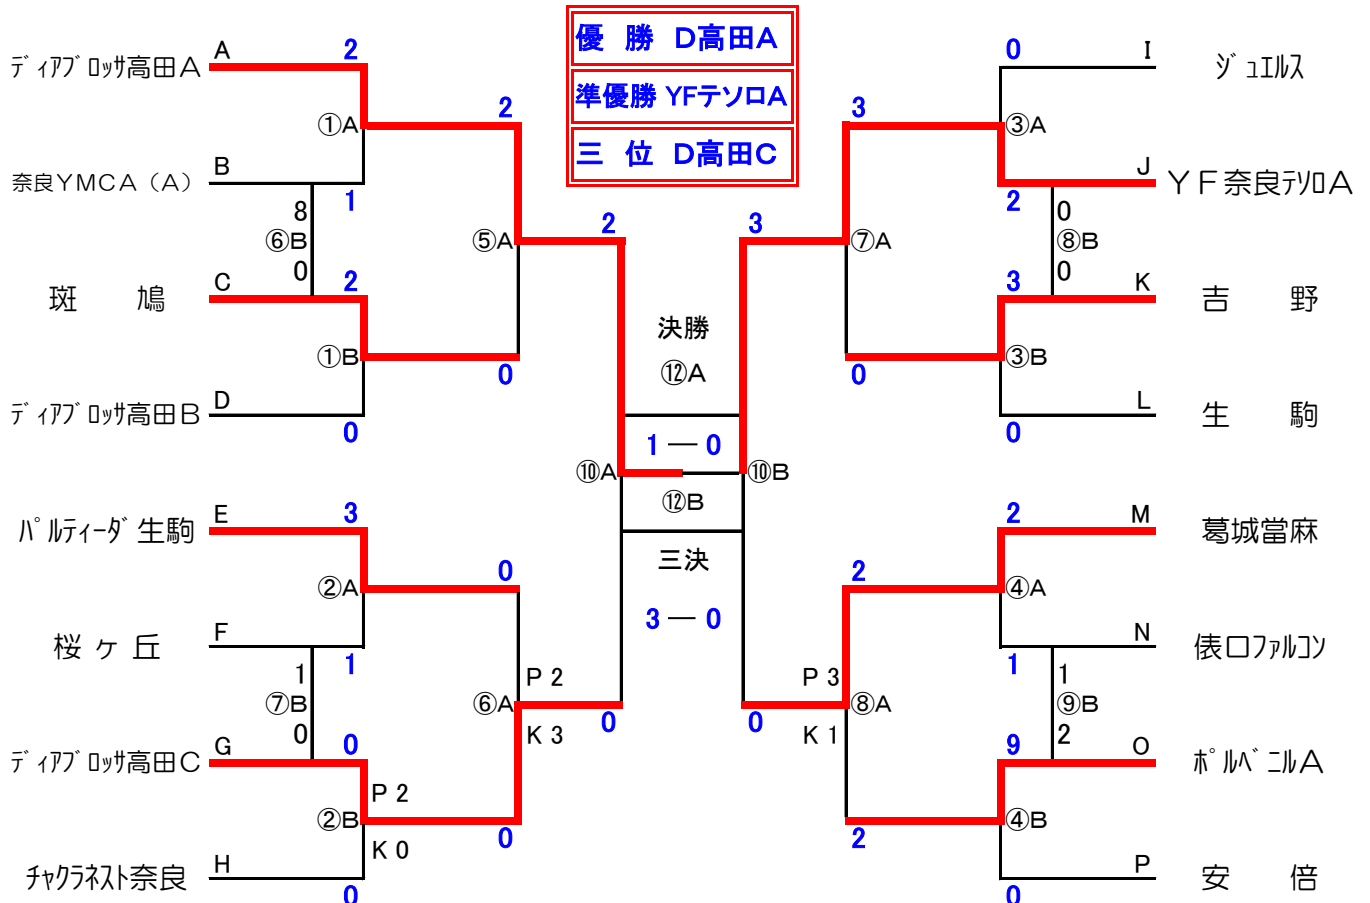 優 勝 D高田A
準優勝 YFテソロA
三 位 D高田C
ディアブロッサ高田A A 2
①A
2
奈良YMCA（A） B 1
8
⑥B
0
⑤A
2
斑 鳩 C 2
①B
0
ディアブロッサ高田B D 0
⑩A
パルティーダ生駒 E 3
②A
0
桜ヶ丘 F 1
1
⑦B
0
P 2
⑥A
K 3
0
ディアブロッサ高田C G 0
P 2
②B
K 0
0
チャクラネスト奈良 H 0
決勝
⑫A
1 ― 0
⑫B
三決
3 ― 0
0 I ジュエルス
③A
3
2 J YF奈良テソロA
0
⑧B
0
3
⑦A
3 K 吉 野
③B
0
0 L 生 駒
⑩B
2 M 葛城當麻
④A
2
1 N 俵口ファルコン
1
⑨B
2
P 3
⑧A
K 1
0
9 O ポルベニルA
④B
2
0 P 安 倍